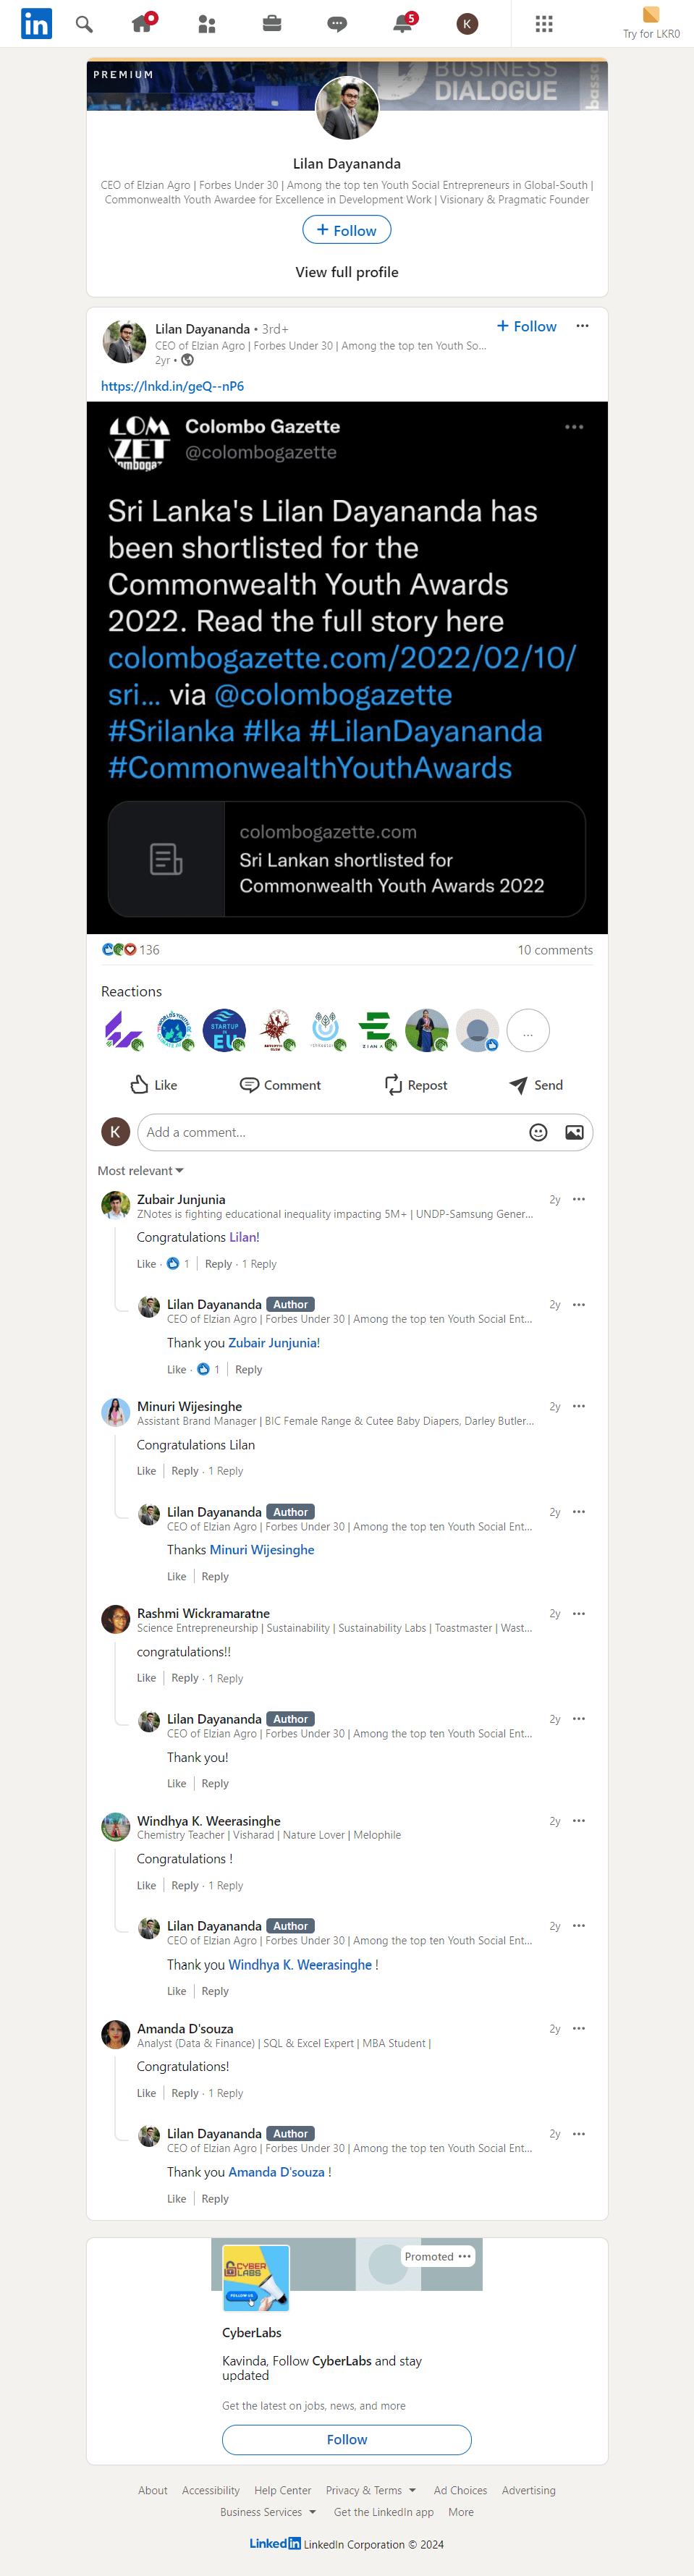 in
5
K
Try for LKR0
PREMIUM
BUSINESS
DIALOGUE
Lilan Dayananda
CEO of Elzian Agro | Forbes Under 30 | Among the top ten Youth Social Entrepreneurs in Global-South |
Commonwealth Youth Awardee for Excellence in Development Work | Visionary & Pragmatic Founder
+ Follow
View full profile
Lilan Dayananda • 3rd+
+ Follow
CEO of Elzian Agro | Forbes Under 30 | Among the top ten Youth So...
2yr •
https://lnkd.in/geQ--nP6
Colombo Gazette
@colombogazette
Sri Lanka's Lilan Dayananda has
been shortlisted for the
Commonwealth Youth Awards
2022. Read the full story here
colombogazette.com/2022/02/10/
sri... via @colombogazette
#Srilanka #lka #LilanDayananda
#CommonwealthYouthAwards
colombogazette.com
Sri Lankan shortlisted for
Commonwealth Youth Awards 2022
136
10 comments
Reactions
STARTUP
EU
...
Like
Comment
Repost
Send
K
Add a comment...
Most relevant
Zubair Junjunia
2y
ZNotes is fighting educational inequality impacting 5M+ | UNDP-Samsung Gener...
Congratulations Lilan!
Like · 1 | Reply · 1 Reply
Lilan Dayananda Author
2y
CEO of Elzian Agro | Forbes Under 30 | Among the top ten Youth Social Ent...
Thank you Zubair Junjunia!
Like · 1 | Reply
Minuri Wijesinghe
2y
Assistant Brand Manager | BIC Female Range & Cutee Baby Diapers, Darley Butler...
Congratulations Lilan
Like | Reply · 1 Reply
Lilan Dayananda Author
2y
CEO of Elzian Agro | Forbes Under 30 | Among the top ten Youth Social Ent...
Thanks Minuri Wijesinghe
Like | Reply
Rashmi Wickramaratne
2y
Science Entrepreneurship | Sustainability | Sustainability Labs | Toastmaster | Wast...
congratulations!!
Like | Reply · 1 Reply
Lilan Dayananda Author
2y
CEO of Elzian Agro | Forbes Under 30 | Among the top ten Youth Social Ent...
Thank you!
Like | Reply
Windhya K. Weerasinghe
2y
Chemistry Teacher | Visharad | Nature Lover | Melophile
Congratulations !
Like | Reply · 1 Reply
Lilan Dayananda Author
2y
CEO of Elzian Agro | Forbes Under 30 | Among the top ten Youth Social Ent...
Thank you Windhya K. Weerasinghe !
Like | Reply
Amanda D'souza
2y
Analyst (Data & Finance) | SQL & Excel Expert | MBA Student |
Congratulations!
Like | Reply · 1 Reply
Lilan Dayananda Author
2y
CEO of Elzian Agro | Forbes Under 30 | Among the top ten Youth Social Ent...
Thank you Amanda D'souza !
Like | Reply
Promoted
CYBER
LABS
FOLLOW US
CyberLabs
Kavinda, Follow CyberLabs and stay
updated
Get the latest on jobs, news, and more
Follow
About Accessibility Help Center Privacy & Terms Ad Choices Advertising
Business Services Get the LinkedIn app More
LinkedIn LinkedIn Corporation © 2024